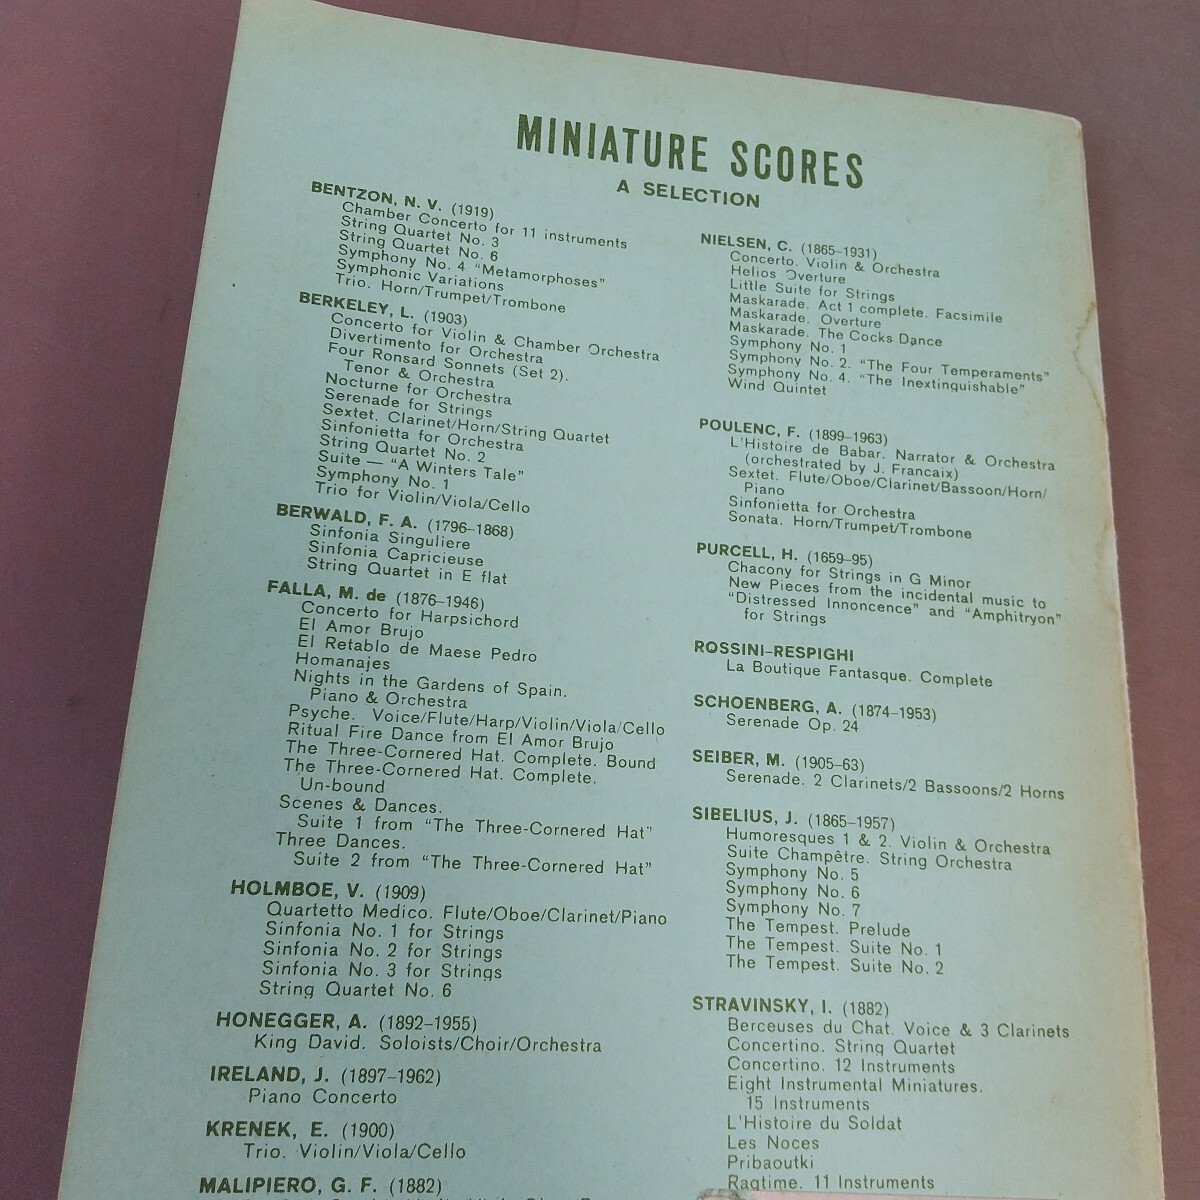 MINIATURE SCORES
A SELECTION
BENTZON, N. V. (1919)
Chamber Concerto for 11 instruments
String Quartet No. 3
String Quartet No. 6
Symphony No. 4 "Metamorphoses"
Symphonic Variations
Trio. Horn/Trumpet/Trombone
BERKELEY, L. (1903)
Concerto for Violin & Chamber Orchestra
Divertimento for Orchestra
Four Ronsard Sonnets (Set 2).
Tenor & Orchestra
Nocturne for Orchestra
Serenade for Strings
Sextet. Clarinet/Horn/String Quartet
Sinfonietta for Orchestra
String Quartet No. 2
Suite — "A Winters Tale"
Symphony No. 1
Trio for Violin/Viola/Cello
BERWALD, F. A. (1796-1868)
Sinfonia Singuliere
Sinfonia Capricieuse
String Quartet in E flat
FALLA, M. de (1876-1946)
Concerto for Harpsichord
El Amor Brujo
El Retablo de Maese Pedro
Homanajes
Nights in the Gardens of Spain.
Piano & Orchestra
Psyche. Voice/Flute/Harp/Violin/Viola/Cello
Ritual Fire Dance from El Amor Brujo
The Three-Cornered Hat. Complete. Bound
The Three-Cornered Hat. Complete.
Un-bound
Scenes & Dances.
Suite 1 from "The Three-Cornered Hat"
Three Dances.
Suite 2 from "The Three-Cornered Hat"
HOLMBOE, V. (1909)
Quartetto Medico. Flute/Oboe/Clarinet/Piano
Sinfonia No. 1 for Strings
Sinfonia No. 2 for Strings
Sinfonia No. 3 for Strings
String Quartet No. 6
HONEGGER, A. (1892-1955)
King David. Soloists/Choir/Orchestra
IRELAND, J. (1897-1962)
Piano Concerto
KRENEK, E. (1900)
Trio. Violin/Viola/Cello
MALIPIERO, G. F. (1882)
NIELSEN, C. (1865-1931)
Concerto. Violin & Orchestra
Helios Overture
Little Suite for Strings
Maskarade. Act 1 complete. Facsimile
Maskarade. Overture
Maskarade. The Cocks Dance
Symphony No. 1
Symphony No. 2. "The Four Temperaments"
Symphony No. 4. "The Inextinguishable"
Wind Quintet
POULENC, F. (1899-1963)
L'Histoire de Babar. Narrator & Orchestra
(orchestrated by J. Francaix)
Sextet. Flute/Oboe/Clarinet/Bassoon/Horn/
Piano
Sinfonietta for Orchestra
Sonata. Horn/Trumpet/Trombone
PURCELL, H. (1659-95)
Chacony for Strings in G Minor
New Pieces from the incidental music to
"Distressed Innoncence" and "Amphitryon"
for Strings
ROSSINI-RESPIGHI
La Boutique Fantasque. Complete
SCHOENBERG, A. (1874-1953)
Serenade Op. 24
SEIBER, M. (1905-63)
Serenade. 2 Clarinets/2 Bassoons/2 Horns
SIBELIUS, J. (1865-1957)
Humoresques 1 & 2. Violin & Orchestra
Suite Champêtre. String Orchestra
Symphony No. 5
Symphony No. 6
Symphony No. 7
The Tempest. Prelude
The Tempest. Suite No. 1
The Tempest. Suite No. 2
STRAVINSKY, I. (1882)
Berceuses du Chat. Voice & 3 Clarinets
Concertino. String Quartet
Concertino. 12 Instruments
Eight Instrumental Miniatures.
15 Instruments
L'Histoire du Soldat
Les Noces
Pribaoutki
Ragtime. 11 Instruments